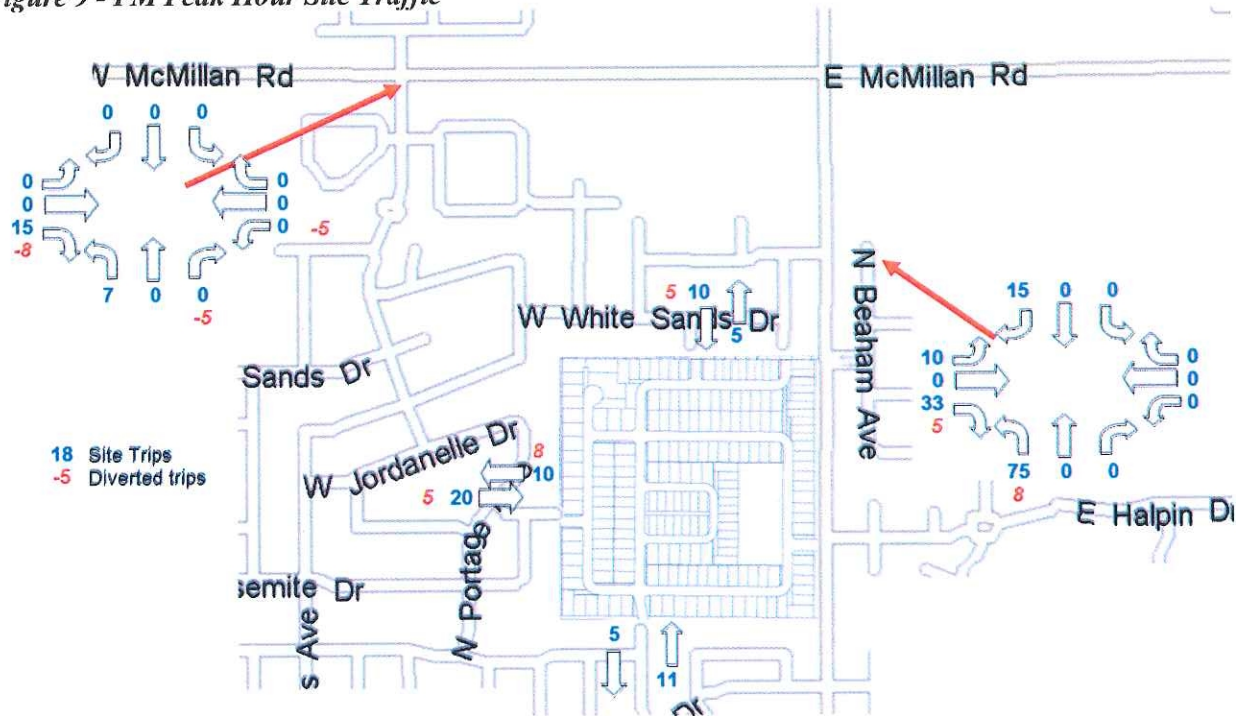 Figure 9 - PM Peak Hour Site Traffic
W McMillan Rd
E McMillan Rd
0 0 0
0
0
15
-8
0
0
0 -5
7 0 0
-5
5 10
W White Sands Dr
5
N Beaham Ave
15 0 0
10
0
33
5
0
0
0
75 0 0
8
Sands Dr
18 Site Trips
-5 Diverted trips
W Jordanelle Dr
8
10
5 20
N Portage
E Halpin Dr
semite Dr
s Ave
5
11
Dr